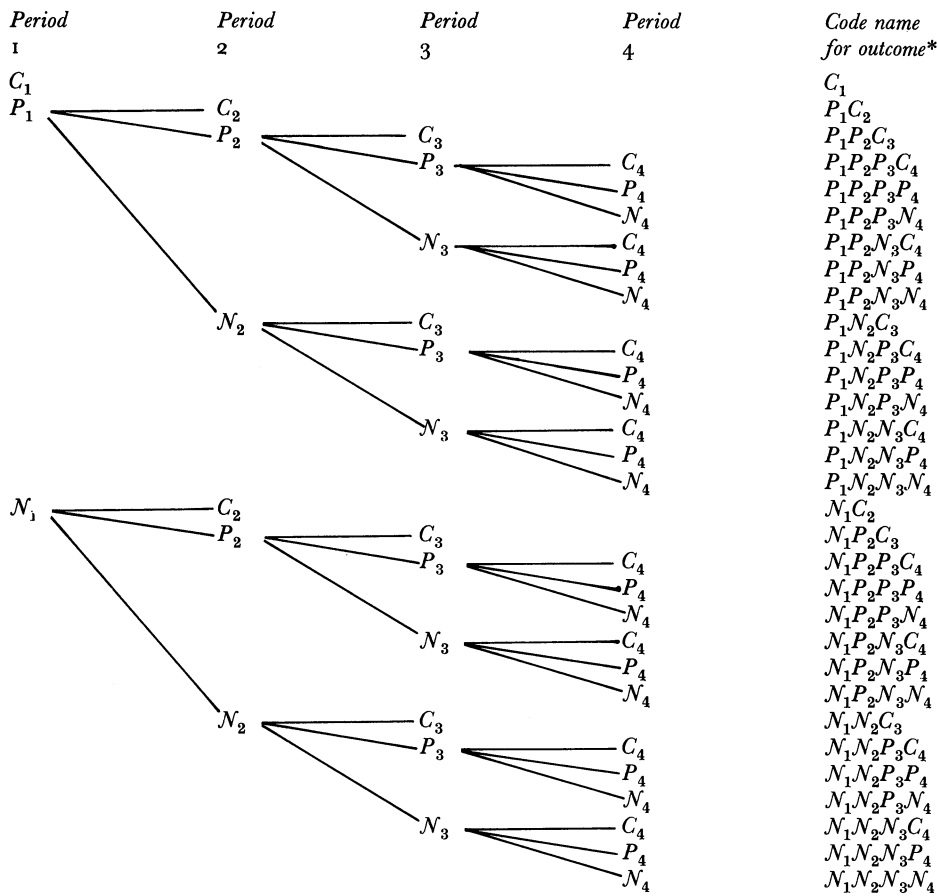 Period Period Period Period Code name
1 2 3 4 for outcome*
C₁ C₁
P₁ C₂ P₁C₂
P₂ C₃ P₁P₂C₃
P₃ C₄ P₁P₂P₃C₄
P₄ P₁P₂P₃P₄
N₄ P₁P₂P₃N₄
N₃ C₄ P₁P₂N₃C₄
P₄ P₁P₂N₃P₄
N₄ P₁P₂N₃N₄
N₂ C₃ P₁N₂C₃
P₃ C₄ P₁N₂P₃C₄
P₄ P₁N₂P₃P₄
N₄ P₁N₂P₃N₄
N₃ C₄ P₁N₂N₃C₄
P₄ P₁N₂N₃P₄
N₄ P₁N₂N₃N₄
N₁ C₂ N₁C₂
P₂ C₃ N₁P₂C₃
P₃ C₄ N₁P₂P₃C₄
P₄ N₁P₂P₃P₄
N₄ N₁P₂P₃N₄
N₃ C₄ N₁P₂N₃C₄
P₄ N₁P₂N₃P₄
N₄ N₁P₂N₃N₄
N₂ C₃ N₁N₂C₃
P₃ C₄ N₁N₂P₃C₄
P₄ N₁N₂P₃P₄
N₄ N₁N₂P₃N₄
N₃ C₄ N₁N₂N₃C₄
P₄ N₁N₂N₃P₄
N₄ N₁N₂N₃N₄